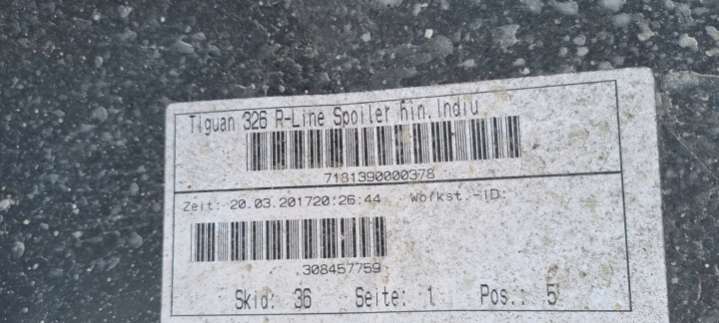 Tiguan 326 R-Line Spoiler hin. Indiu
7181390000378
Zeit: 20.03.201720:26:44 Workst.-ID:
308457759
Skid: 36 Seite: 1 Pos.: 5